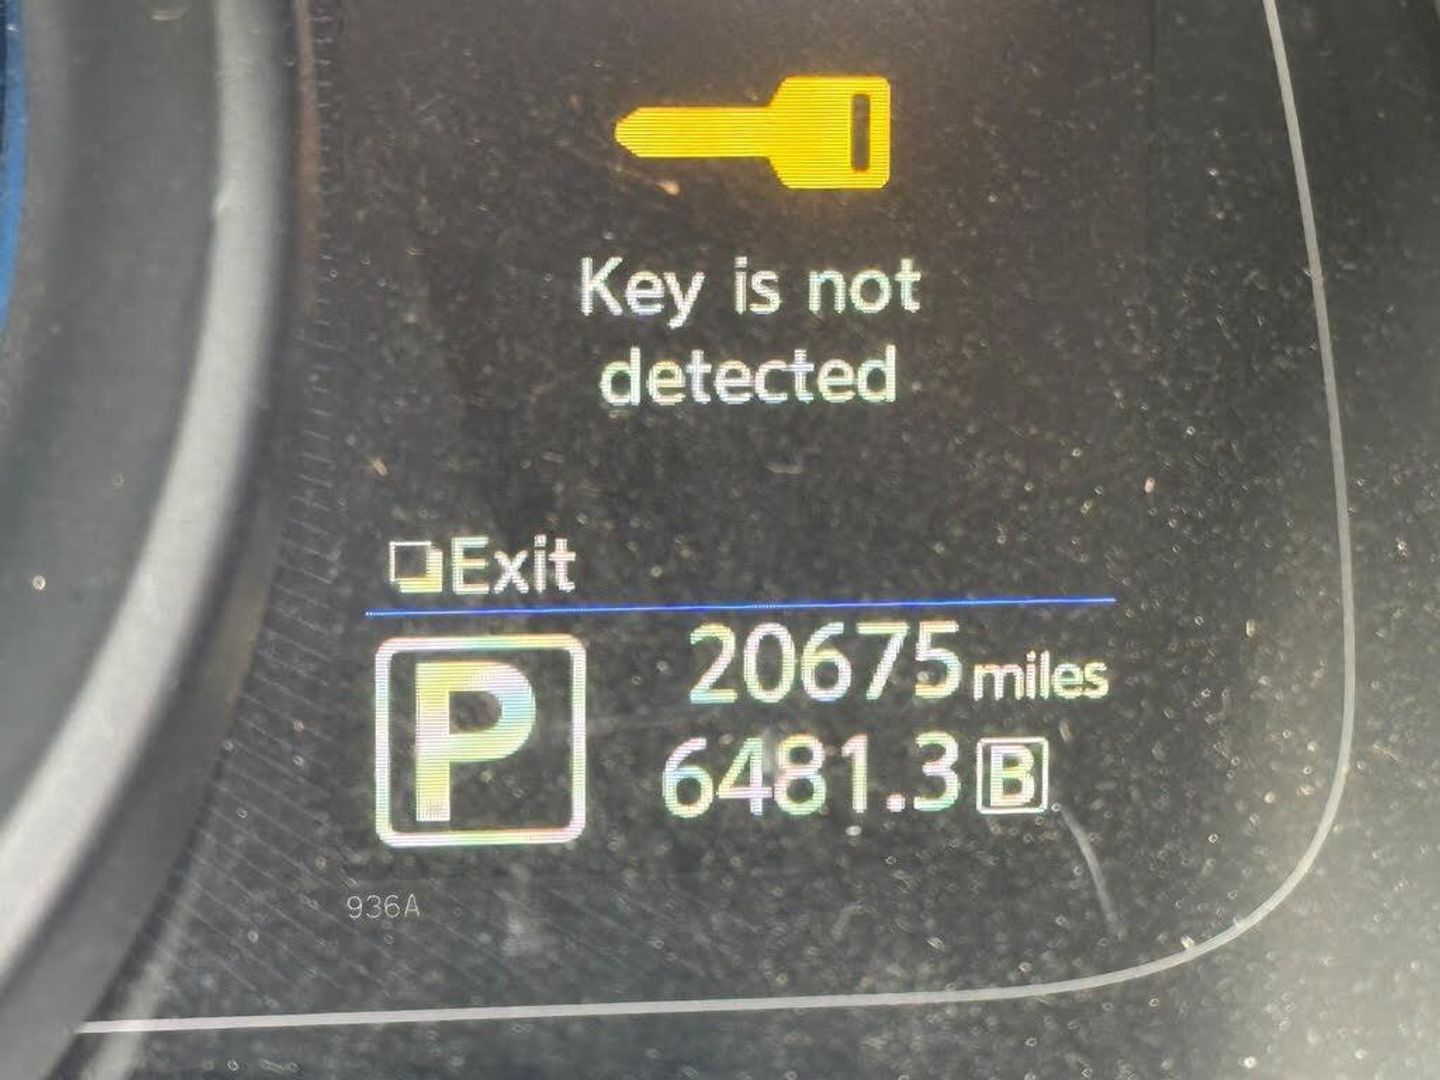 Key is not
detected
Exit
P
20675 miles
6481.3 B
936A